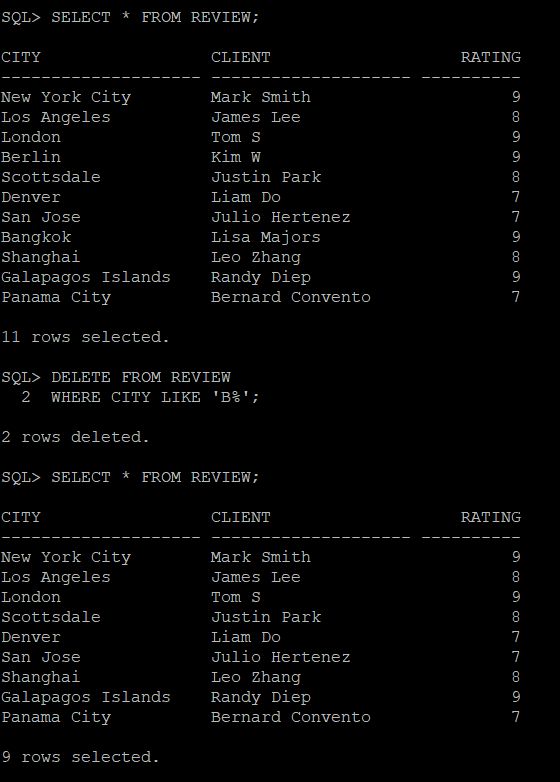 SQL> SELECT * FROM REVIEW;
CITY                 CLIENT                   RATING
-------------------- -------------------- ----------
New York City        Mark Smith                    9
Los Angeles          James Lee                     8
London               Tom S                         9
Berlin               Kim W                         9
Scottsdale           Justin Park                   8
Denver               Liam Do                       7
San Jose             Julio Hertenez                7
Bangkok              Lisa Majors                   9
Shanghai             Leo Zhang                     8
Galapagos Islands    Randy Diep                    9
Panama City          Bernard Convento              7
11 rows selected.
SQL> DELETE FROM REVIEW
  2  WHERE CITY LIKE 'B%';
2 rows deleted.
SQL> SELECT * FROM REVIEW;
CITY                 CLIENT                   RATING
-------------------- -------------------- ----------
New York City        Mark Smith                    9
Los Angeles          James Lee                     8
London               Tom S                         9
Scottsdale           Justin Park                   8
Denver               Liam Do                       7
San Jose             Julio Hertenez                7
Shanghai             Leo Zhang                     8
Galapagos Islands    Randy Diep                    9
Panama City          Bernard Convento              7
9 rows selected.